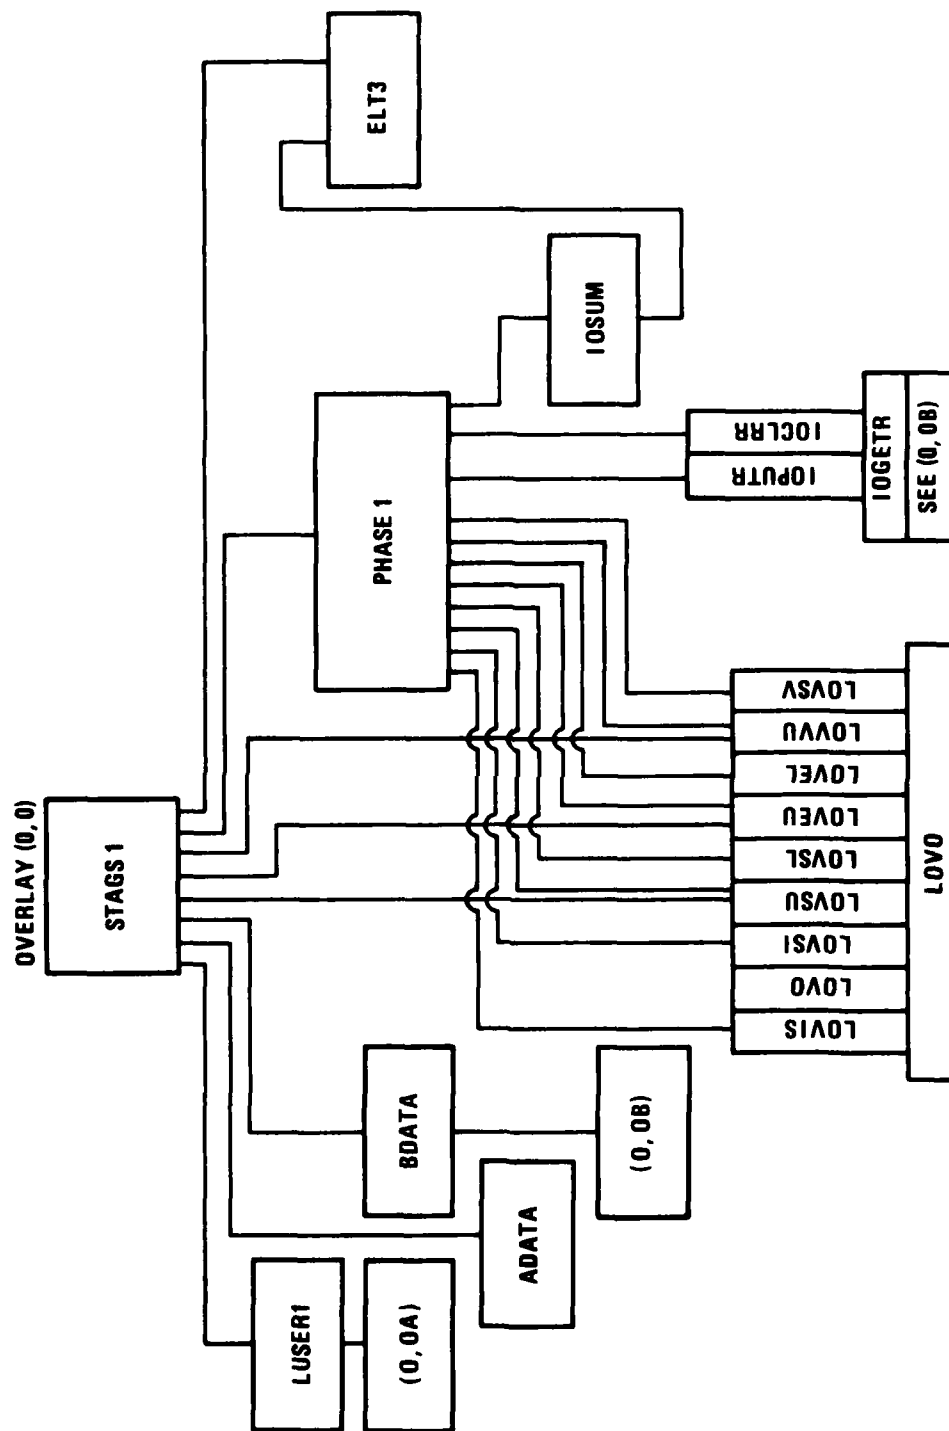 OVERLAY (0, 0)
STAGS 1
LUSER1
(0, 0A)
ADATA
BDATA
(0, 0B)
PHASE 1
ELT3
IOSUM
LOVIS
LOVO
LOVSI
LOVSU
LOVSL
LOVEU
LOVEL
LOVVU
LOVSV
LOVO
IOPUTR
IOCLRR
IOGETR
SEE (0, 0B)